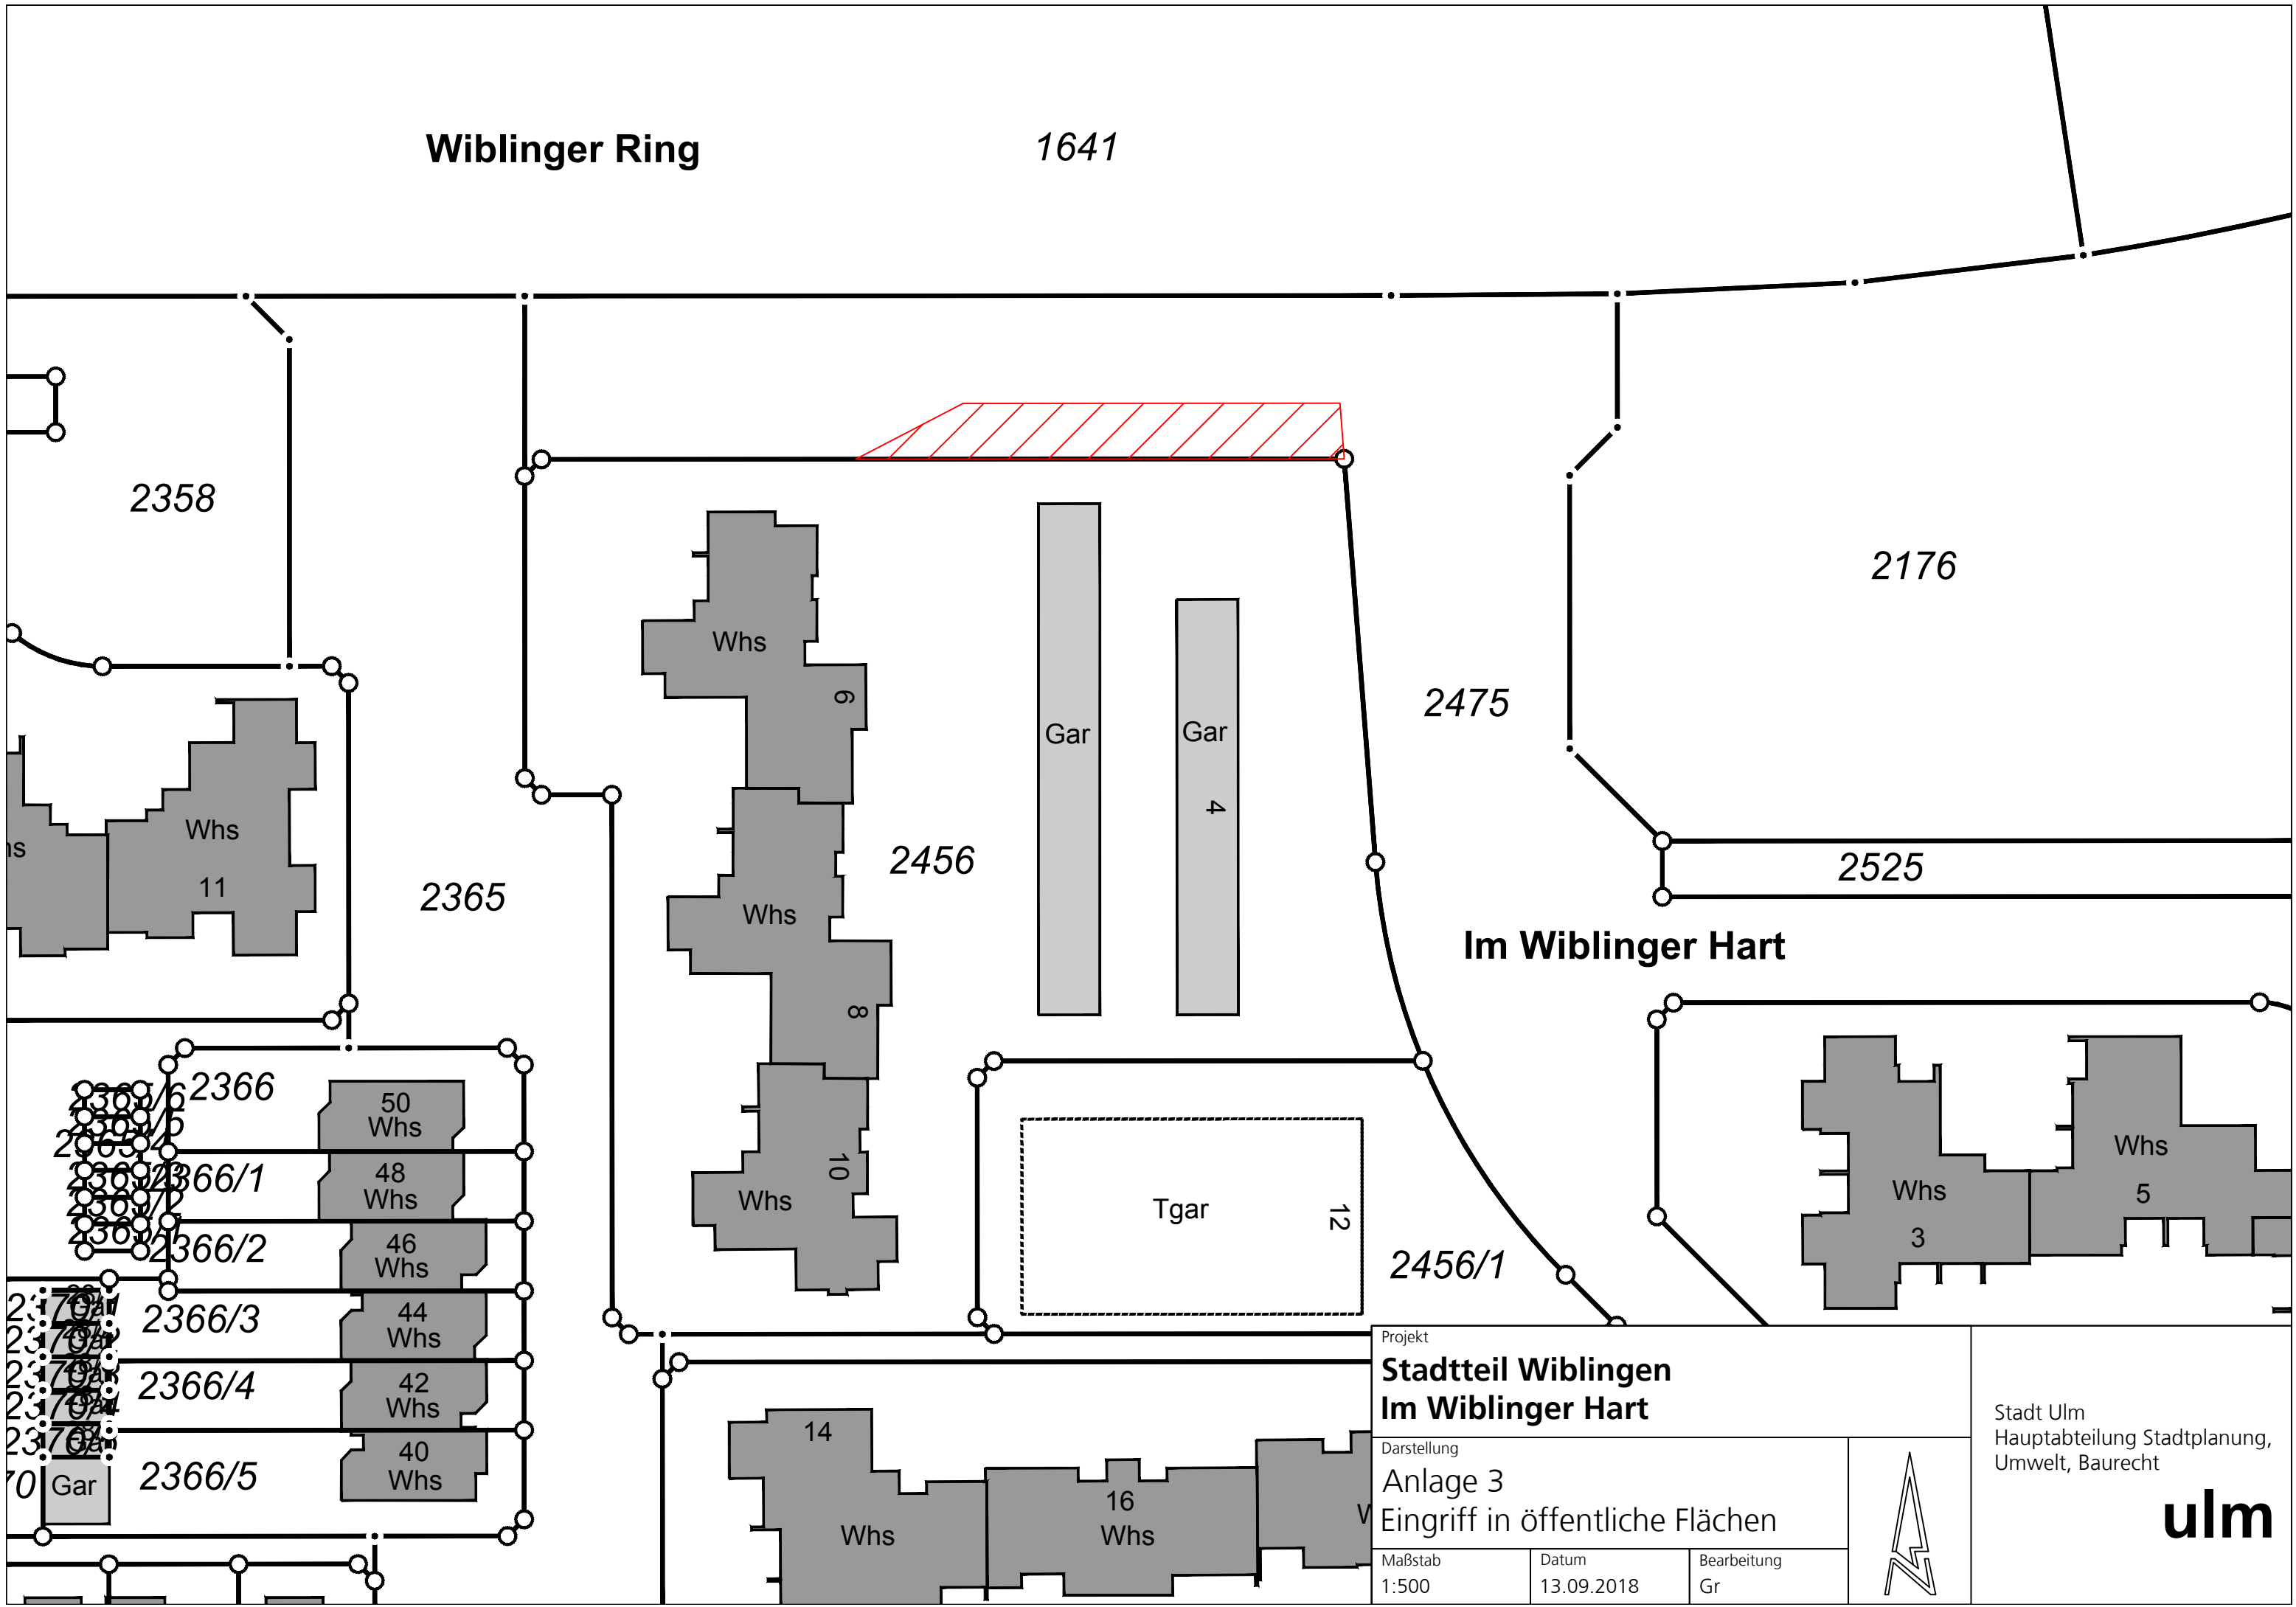 Wiblinger Ring
1641
2358
2176
Whs
6
2475
Gar
Gar
4
Whs
11
2456
2365
2525
Whs
8
Im Wiblinger Hart
2366
50
Whs
2366/1
48
Whs
10
Whs
Tgar
12
Whs
5
Whs
3
2366/2
46
Whs
2456/1
2366/3
44
Whs
2366/4
42
Whs
2366/5
40
Whs
Gar
14
Whs
16
Whs
Projekt
Stadtteil Wiblingen
Im Wiblinger Hart
Darstellung
Anlage 3
Eingriff in öffentliche Flächen
Maßstab
1:500
Datum
13.09.2018
Bearbeitung
Gr
Stadt Ulm
Hauptabteilung Stadtplanung,
Umwelt, Baurecht
ulm